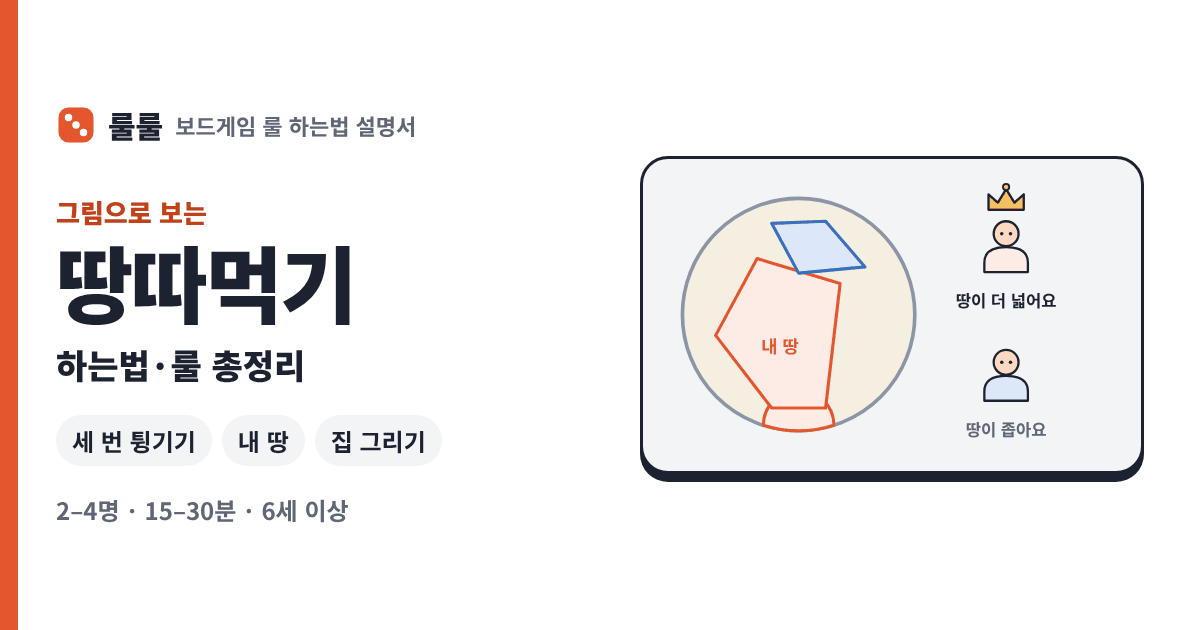 룰룰 보드게임 룰 하는법 설명서
그림으로 보는
땅따먹기
하는법·룰 총정리
세 번 튕기기 내 땅 집 그리기
2–4명 · 15–30분 · 6세 이상
내 땅
땅이 더 넓어요
땅이 좁아요